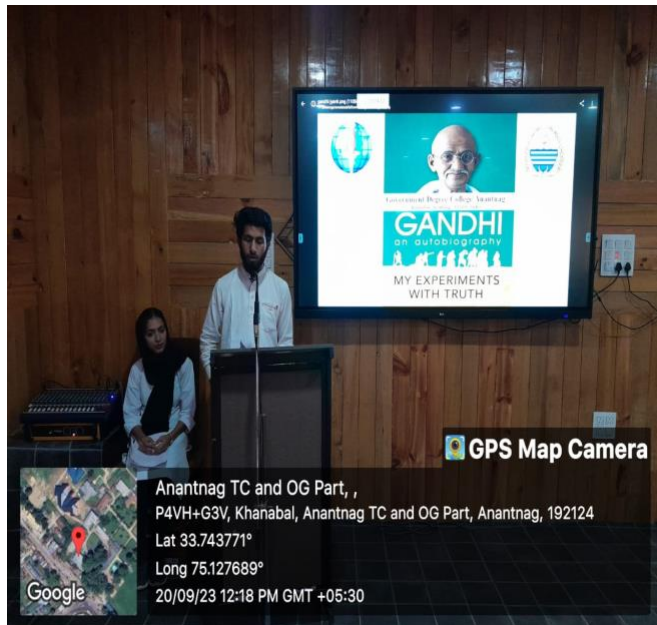 Government Degree College Anantnag
GANDHI
an autobiography
MY EXPERIMENTS
WITH TRUTH
GPS Map Camera
Anantnag TC and OG Part, ,
P4VH+G3V, Khanabal, Anantnag TC and OG Part, Anantnag, 192124
Lat 33.743771°
Long 75.127689°
20/09/23 12:18 PM GMT +05:30
Google